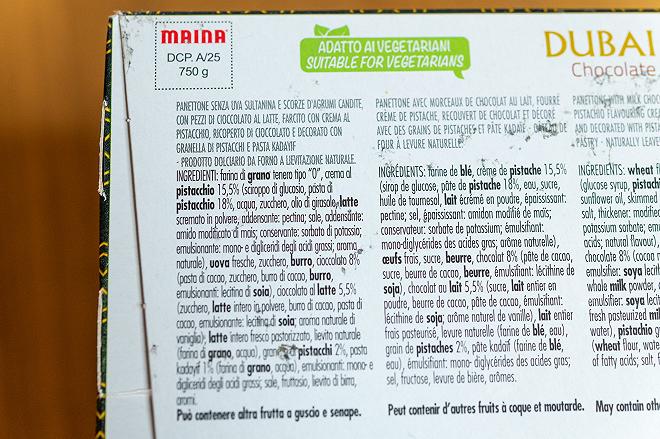 MAINA
DCP. A/25
750 g
ADATTO AI VEGETARIANI
SUITABLE FOR VEGETARIANS
DUBAI
Chocolate
PANETTONE SENZA UVA SULTANINA E SCORZE D'AGRUMI CANDITE,
CON PEZZI DI CIOCCOLATO AL LATTE, FARCITO CON CREMA AL
PISTACCHIO, RICOPERTO DI CIOCCOLATO E DECORATO CON
GRANELLA DI PISTACCHI E PASTA KADAYIF
- PRODOTTO DOLCIARIO DA FORNO A LIEVITAZIONE NATURALE.
INGREDIENTI: farina di grano tenero tipo "0", crema al
pistacchio 15,5% (sciroppo di glucosio, pasta di
pistacchio 18%, acqua, zucchero, olio di girasole, latte
scremato in polvere, addensante: pectina; sale, addensante:
amido modificato di mais; conservante: sorbato di potassio;
emulsionante: mono- e digliceridi degli acidi grassi; aroma
naturale), uova fresche, zucchero, burro, cioccolato 8%
(pasta di cacao, zucchero, burro di cacao, burro,
emulsionanti: lecitina di soia), cioccolato al latte 5,5%
(zucchero, latte intero in polvere, burro di cacao, pasta di
cacao, emulsionante: lecitina di soia; aroma naturale di
vaniglia), latte intero fresco pastorizzato, lievito naturale
(farina di grano, acqua), grana di pistacchi 2%, pasta
kadayif 1% (farina di grano, acqua), emulsionanti: mono- e
digliceridi degli acidi grassi; sale, fruttosio, lievito di birra,
aromi.
Può contenere altra frutta a guscio e senape.
PANETTONE AVEC MORCEAUX DE CHOCOLAT AU LAIT, FOURRÉ
CRÈME DE PISTACHE, RECOUVERT DE CHOCOLAT ET DÉCORÉ
AVEC DES GRAINS DE PISTACHES ET PÂTE KADAÏF - DE
FOUR À LEVURE NATURELLE.
INGRÉDIENTS: farine de blé, crème de pistache 15,5%
(sirop de glucose, pâte de pistache 18%, eau, sucre,
huile de tournesol, lait écrémé en poudre, épaississant:
pectine; sel, épaississant: amidon modifié de maïs;
conservateur: sorbate de potassium; émulsifiant:
mono-diglycérides des acides gras; arôme naturelle),
œufs frais, sucre, beurre, chocolat 8% (pâte de cacao,
sucre, beurre de cacao, beurre, émulsifiant: lécithine de
soja), chocolat au lait 5,5% (sucre, lait entier en
poudre, beurre de cacao, pâte de cacao, émulsifiant:
lécithine de soja; arôme naturel de vanille), lait entier
frais pasteurisé, levure naturelle (farine de blé, eau),
grain de pistaches 2%, pâte kadaïf (farine de blé,
eau), émulsifiant: mono- diglycérides des acides gras;
sel, fructose, levure de bière, arômes.
Peut contenir d'autres fruits à coque et moutarde.
PANETTONE WITH MILK CHOC
PISTACHIO FLAVOURING CREA
AND DECORATED WITH PISTA
PASTRY - NATURALLY LEAVE
INGREDIENTS: wheat f
(glucose syrup, pistach
sunflower oil, skimmed
salt, thickener: modified
potassium sorbate; emu
acids; natural flavour),
chocolate 8% (cocoa m
emulsifier: soya lecith
whole milk powder,
emulsifier: soya lecit
fresh pasteurized milk
water), pistachio g
(wheat flour, wate
of fatty acids; salt, f
May contain othe